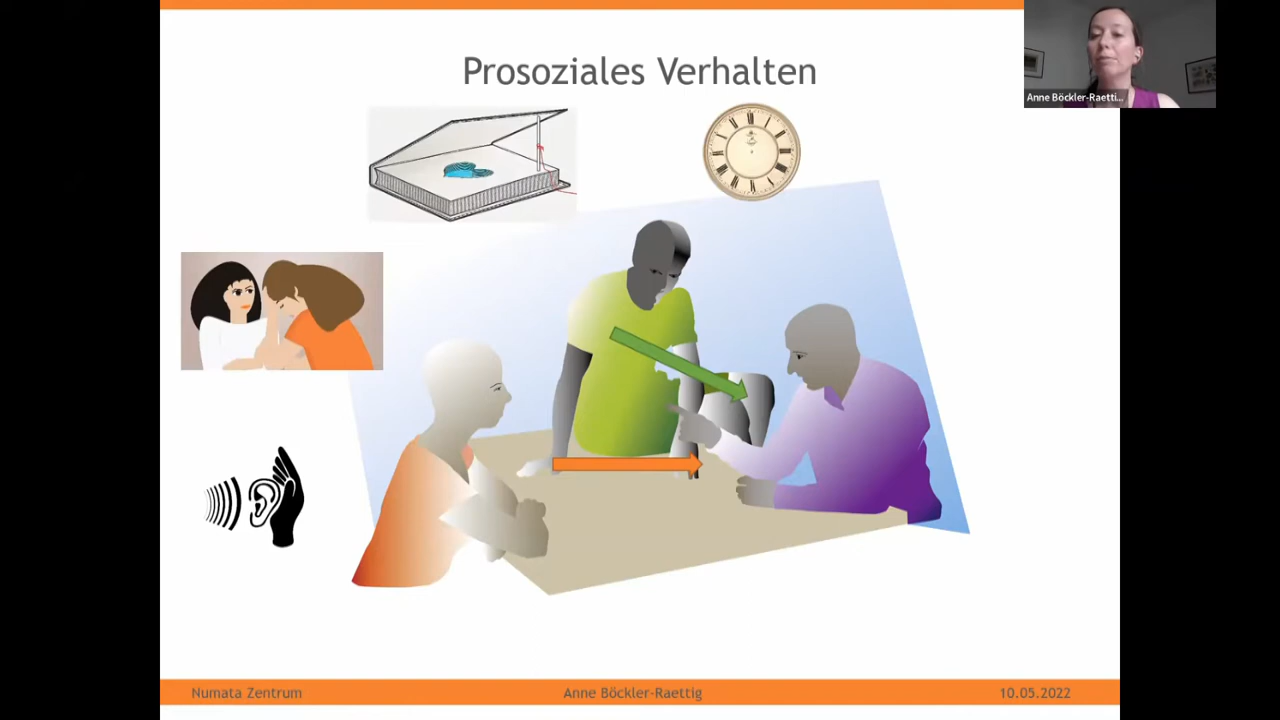 Prosoziales Verhalten
Anne Böckler-Raetti...
Numata Zentrum
Anne Böckler-Raettig
10.05.2022